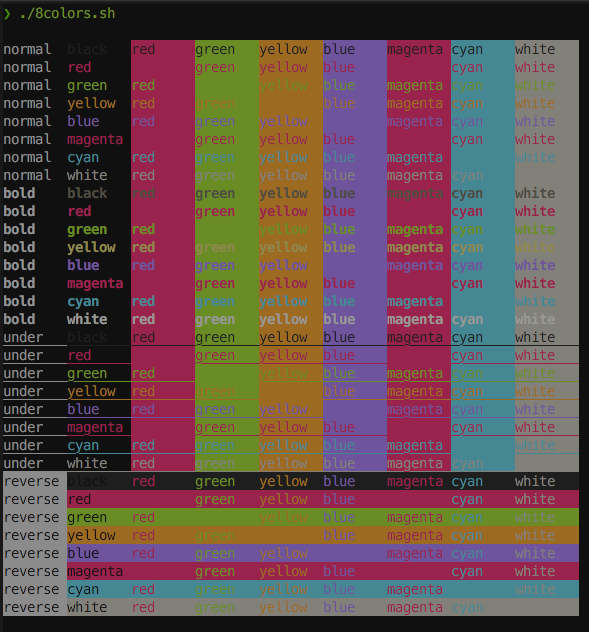 ❯ ./8colors.sh
normal black red green yellow blue magenta cyan white
normal red green yellow blue cyan white
normal green red yellow blue magenta cyan white
normal yellow red green blue magenta cyan white
normal blue red green yellow magenta cyan white
normal magenta green yellow blue cyan white
normal cyan red green yellow blue magenta white
normal white red green yellow blue magenta cyan
bold black red green yellow blue magenta cyan white
bold red green yellow blue cyan white
bold green red yellow blue magenta cyan white
bold yellow red green yellow blue magenta cyan white
bold blue red green yellow magenta cyan white
bold magenta green yellow blue cyan white
bold cyan red green yellow blue magenta cyan white
bold white red green yellow blue magenta cyan white
under black red green yellow blue magenta cyan white
under red green yellow blue cyan white
under green red yellow blue magenta cyan white
under yellow red green blue magenta cyan white
under blue red green yellow magenta cyan white
under magenta green yellow blue cyan white
under cyan red green yellow blue magenta white
under white red green yellow blue magenta cyan
reverse black red green yellow blue magenta cyan white
reverse red green yellow blue cyan white
reverse green red yellow blue magenta cyan white
reverse yellow red green blue magenta cyan white
reverse blue red green yellow magenta cyan white
reverse magenta green yellow blue cyan white
reverse cyan red green yellow blue magenta white
reverse white red green yellow blue magenta cyan